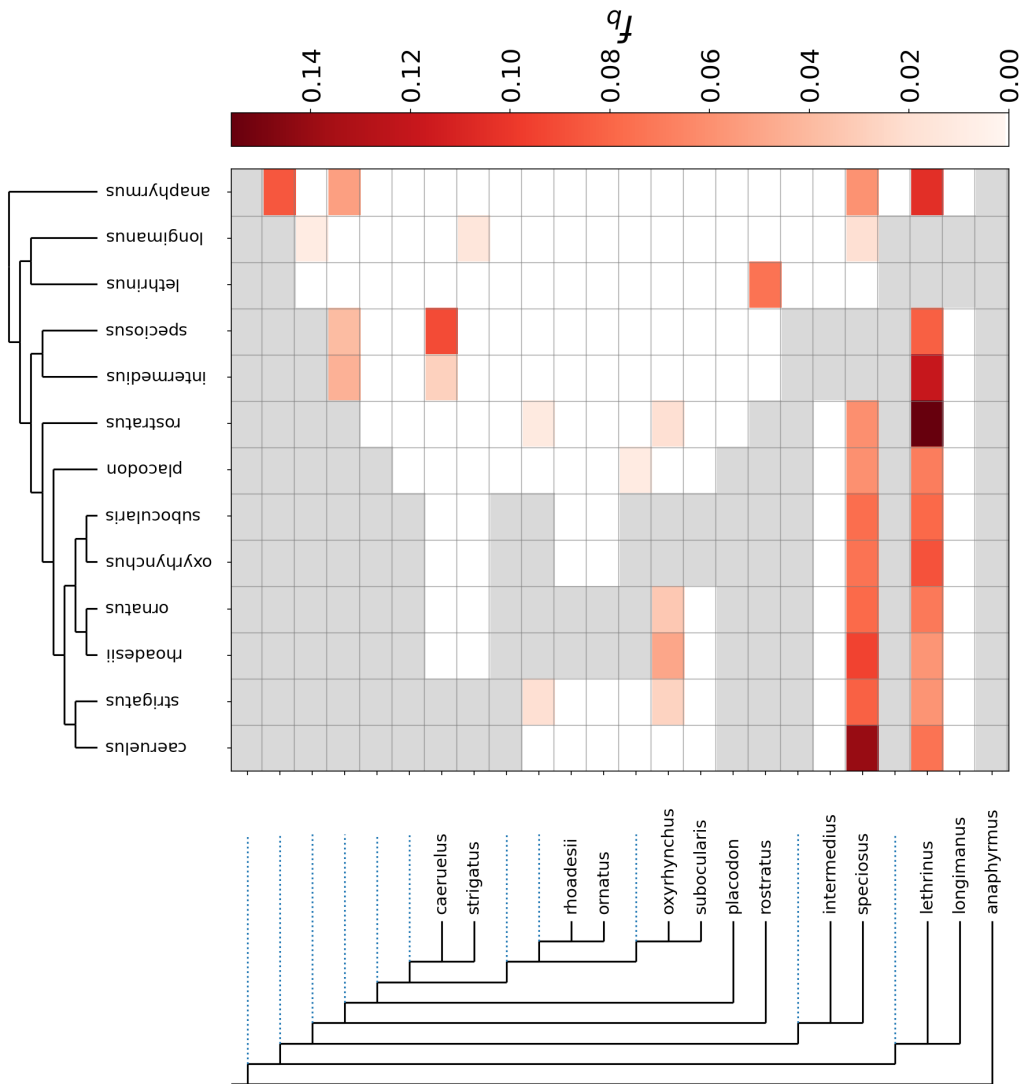 f_b
0.14
0.12
0.10
0.08
0.06
0.04
0.02
0.00
anaphyrmus
longimanus
lethrinus
speciosus
intermedius
rostratus
placodon
subocularis
oxyrhynchus
ornatus
rhoadesii
strigatus
caeruelus
caeruelus
strigatus
rhoadesii
ornatus
oxyrhynchus
subocularis
placodon
rostratus
intermedius
speciosus
lethrinus
longimanus
anaphyrmus